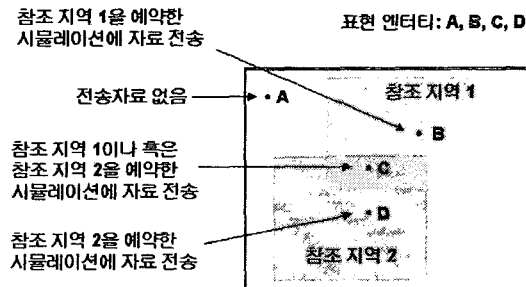 참조 지역 1을 예약한
시뮬레이션에 자료 전송
표현 엔터티: A, B, C, D
전송자료 없음
A
참조 지역 1
B
참조 지역 1이나 혹은
참조 지역 2을 예약한
시뮬레이션에 자료 전송
C
D
참조 지역 2을 예약한
시뮬레이션에 자료 전송
참조 지역 2